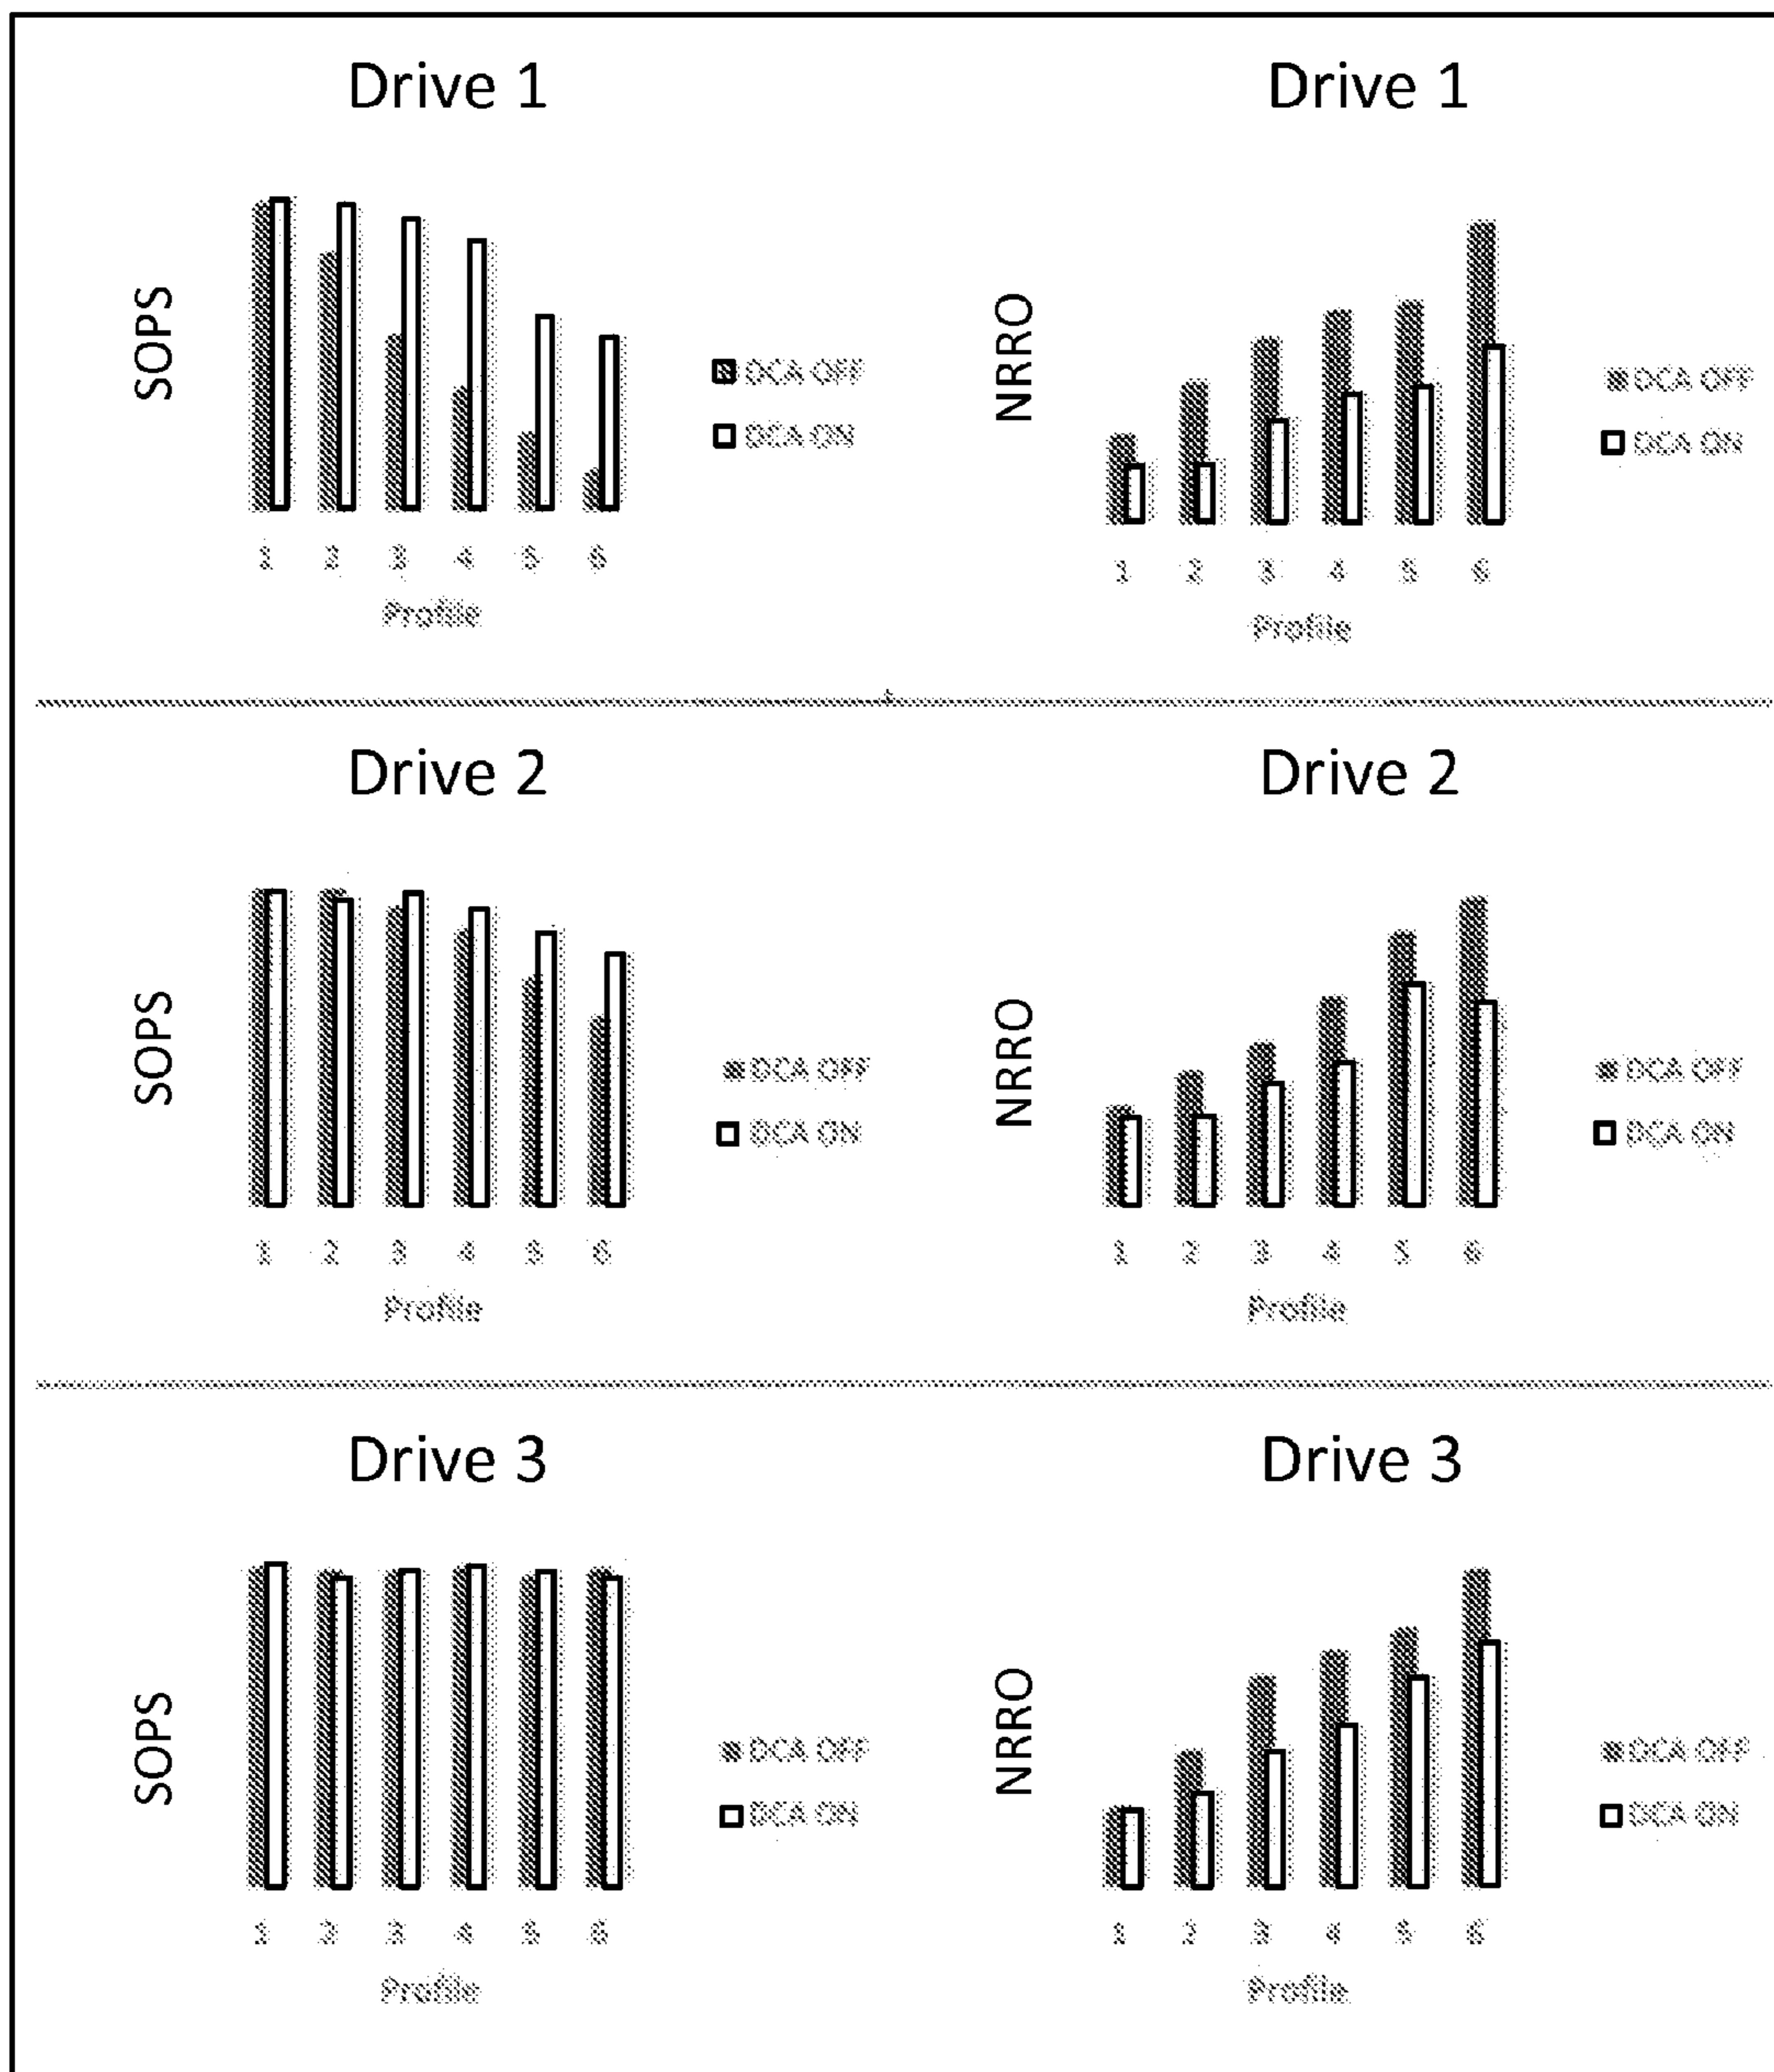 Drive 1
SOPS
DCA OFF
DCA ON
1 2 3 4 5 6
Profile
Drive 1
NRRO
DCA OFF
DCA ON
1 2 3 4 5 6
Profile
Drive 2
SOPS
DCA OFF
DCA ON
1 2 3 4 5 6
Profile
Drive 2
NRRO
DCA OFF
DCA ON
1 2 3 4 5 6
Profile
Drive 3
SOPS
DCA OFF
DCA ON
1 2 3 4 5 6
Profile
Drive 3
NRRO
DCA OFF
DCA ON
1 2 3 4 5 6
Profile